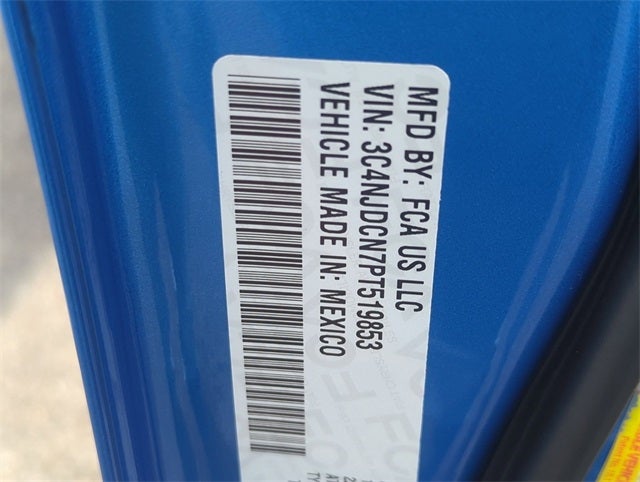 MFD BY: FCA US LLC
VIN: 3C4NJDCN7PT519853
VEHICLE MADE IN: MEXICO